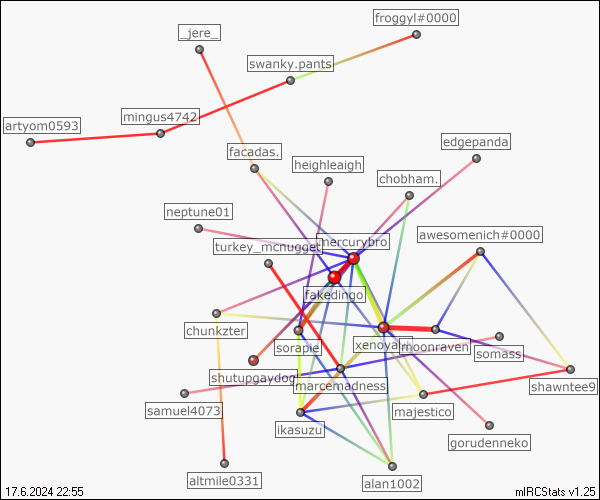 froggyl#0000
_jere_
swanky.pants
mingus4742
artyom0593
edgepanda
facadas.
heighleaigh
chobham.
neptune01
awesomenich#0000
mercurybro
turkey_mcnugget
fakedingo
chunkzter
sorapie
xenoyalm
moonraven
somass
shutupgaydog
marcemadness
shawntee9
samuel4073
majestico
ikasuzu
gorudenneko
altmile0331
alan1002
17.6.2024 22:55
mIRCStats v1.25